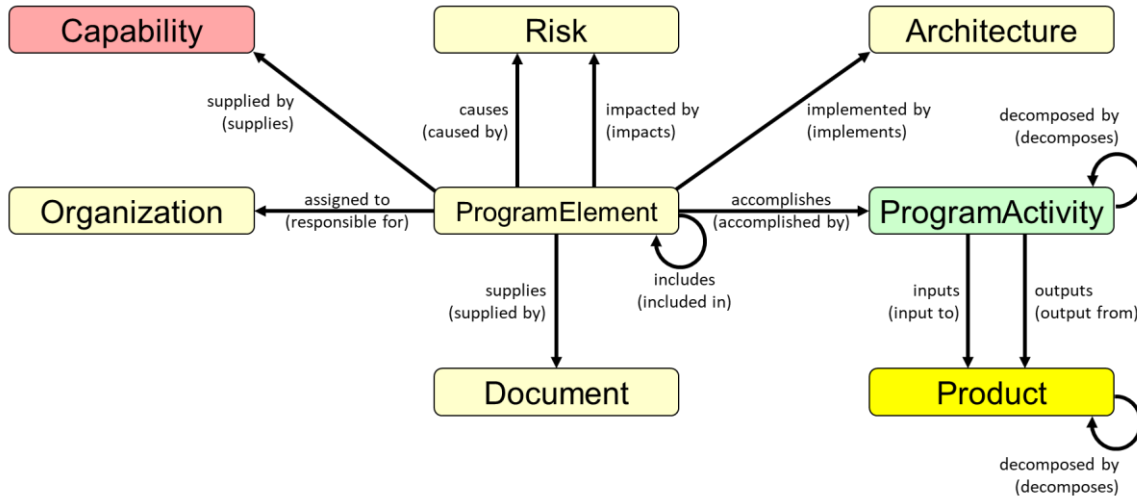 Capability
Risk
Architecture
supplied by
(supplies)
causes
(caused by)
impacted by
(impacts)
implemented by
(implements)
decomposed by
(decomposes)
Organization
assigned to
(responsible for)
ProgramElement
accomplishes
(accomplished by)
ProgramActivity
includes
(included in)
supplies
(supplied by)
inputs
(input to)
outputs
(output from)
Document
Product
decomposed by
(decomposes)